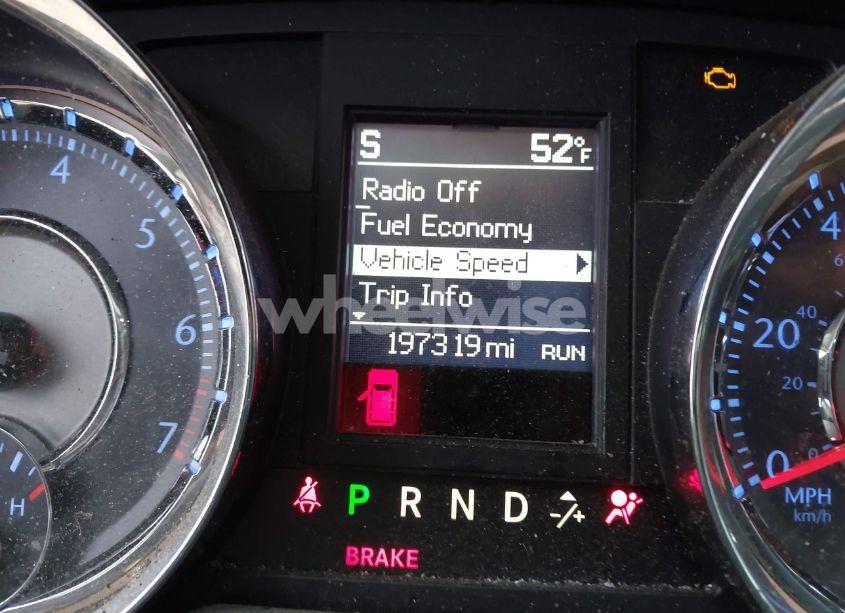 S 52°F
Radio Off
Fuel Economy
Vehicle Speed
Trip Info
wheelwise
197319 mi RUN
4
5
6
7
H
P R N D -/+
BRAKE
4
40
20
20
0
0
MPH
km/h